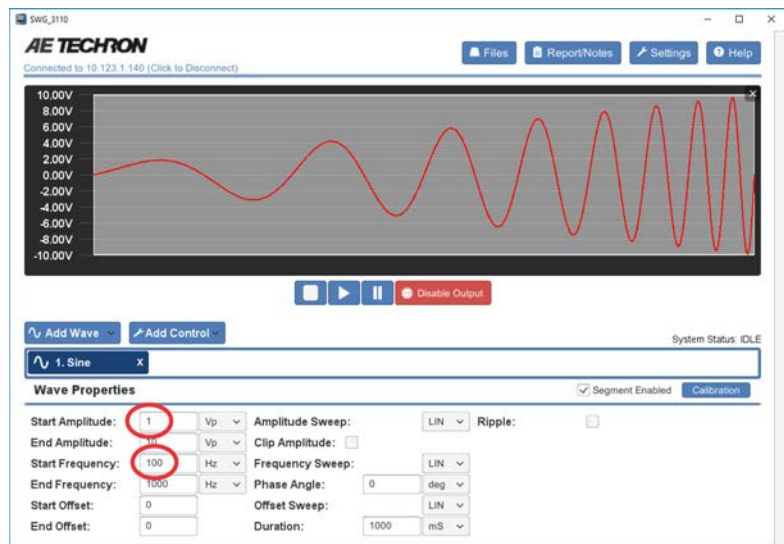 SWG_3110
AE TECHRON
Files
Report/Notes
Settings
Help
Connected to 10.123.1.140 (Click to Disconnect)
10.00V
8.00V
6.00V
4.00V
2.00V
0.00V
-2.00V
-4.00V
-6.00V
-8.00V
-10.00V
Disable Output
Add Wave
Add Control
System Status: IDLE
1. Sine x
Wave Properties
Segment Enabled
Calibration
Start Amplitude: 1 Vp Amplitude Sweep: LIN Ripple:
End Amplitude: 10 Vp Clip Amplitude:
Start Frequency: 100 Hz Frequency Sweep: LIN
End Frequency: 1000 Hz Phase Angle: 0 deg
Start Offset: 0 Offset Sweep: LIN
End Offset: 0 Duration: 1000 mS